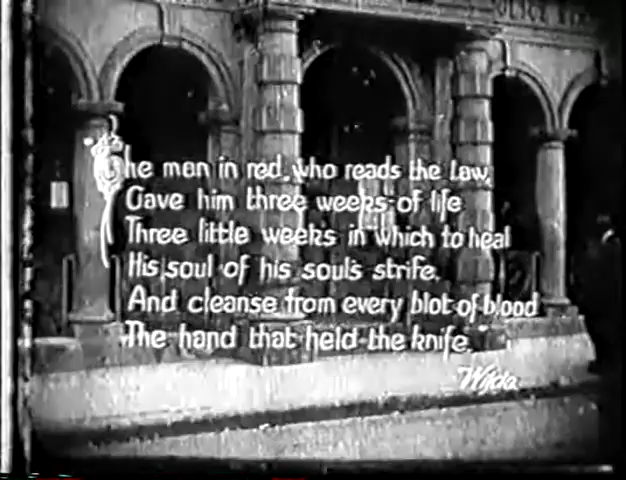 The man in red, who reads the Law,
Gave him three weeks of life
Three little weeks in which to heal
His soul of his soul's strife.
And cleanse from every blot of blood
The hand that held the knife.
Wilde